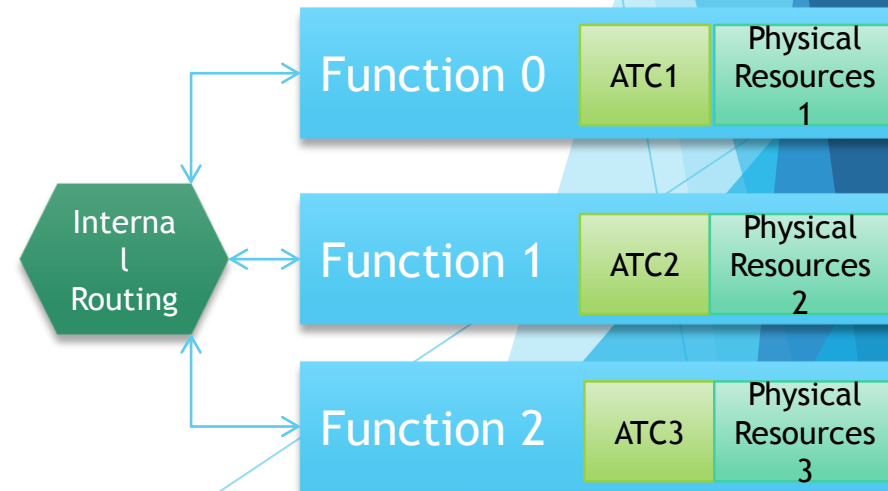 Function 0
ATC1
Physical
Resources
1
Interna
l
Routing
Function 1
ATC2
Physical
Resources
2
Function 2
ATC3
Physical
Resources
3